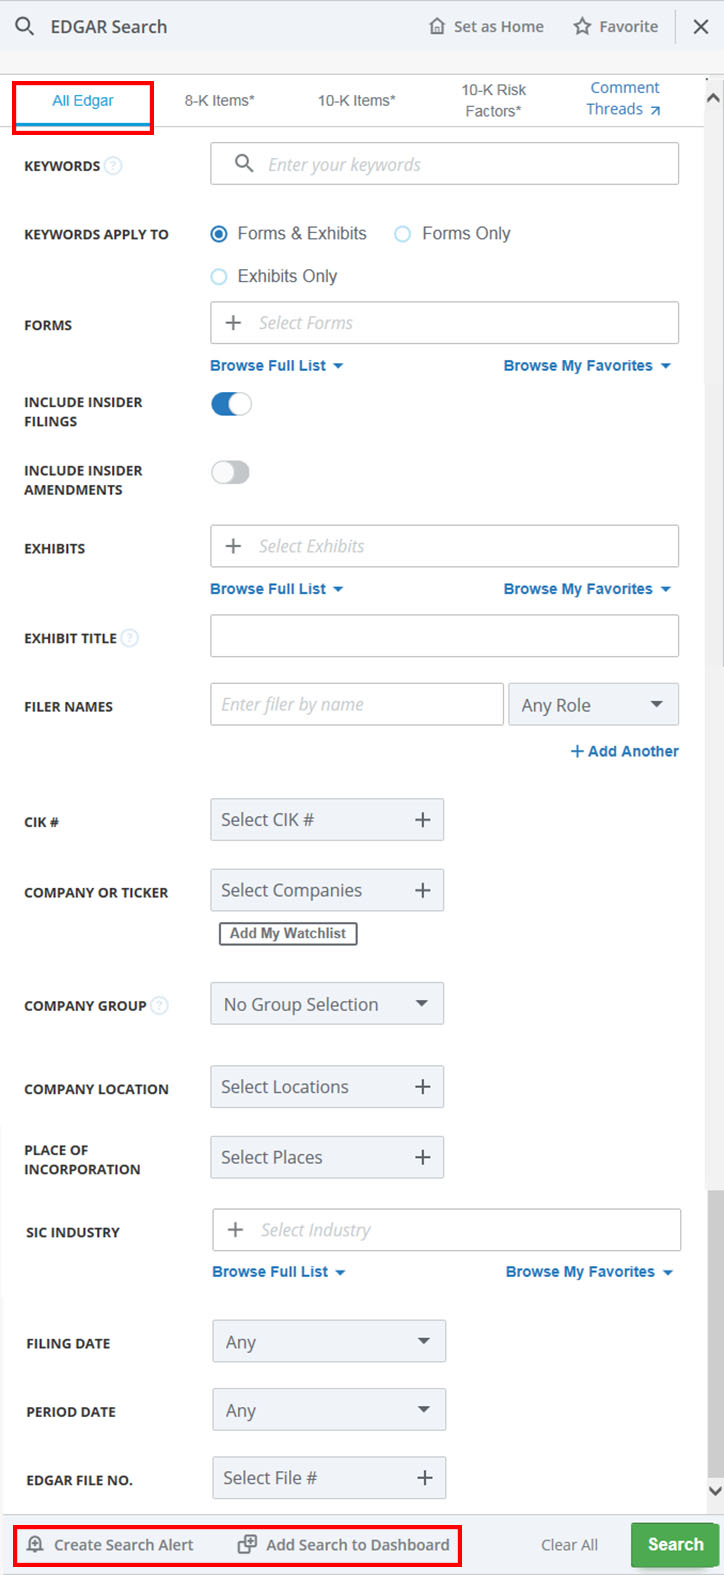 EDGAR Search Set as Home Favorite
All Edgar 8-K Items* 10-K Items* 10-K Risk Factors* Comment Threads
KEYWORDS ? Enter your keywords
KEYWORDS APPLY TO Forms & Exhibits Forms Only
Exhibits Only
FORMS Select Forms
Browse Full List Browse My Favorites
INCLUDE INSIDER
FILINGS
INCLUDE INSIDER
AMENDMENTS
EXHIBITS Select Exhibits
Browse Full List Browse My Favorites
EXHIBIT TITLE ?
FILER NAMES Enter filer by name Any Role
+ Add Another
CIK # Select CIK # +
COMPANY OR TICKER Select Companies +
Add My Watchlist
COMPANY GROUP ? No Group Selection
COMPANY LOCATION Select Locations +
PLACE OF
INCORPORATION Select Places +
SIC INDUSTRY + Select Industry
Browse Full List Browse My Favorites
FILING DATE Any
PERIOD DATE Any
EDGAR FILE NO. Select File # +
Create Search Alert Add Search to Dashboard Clear All Search